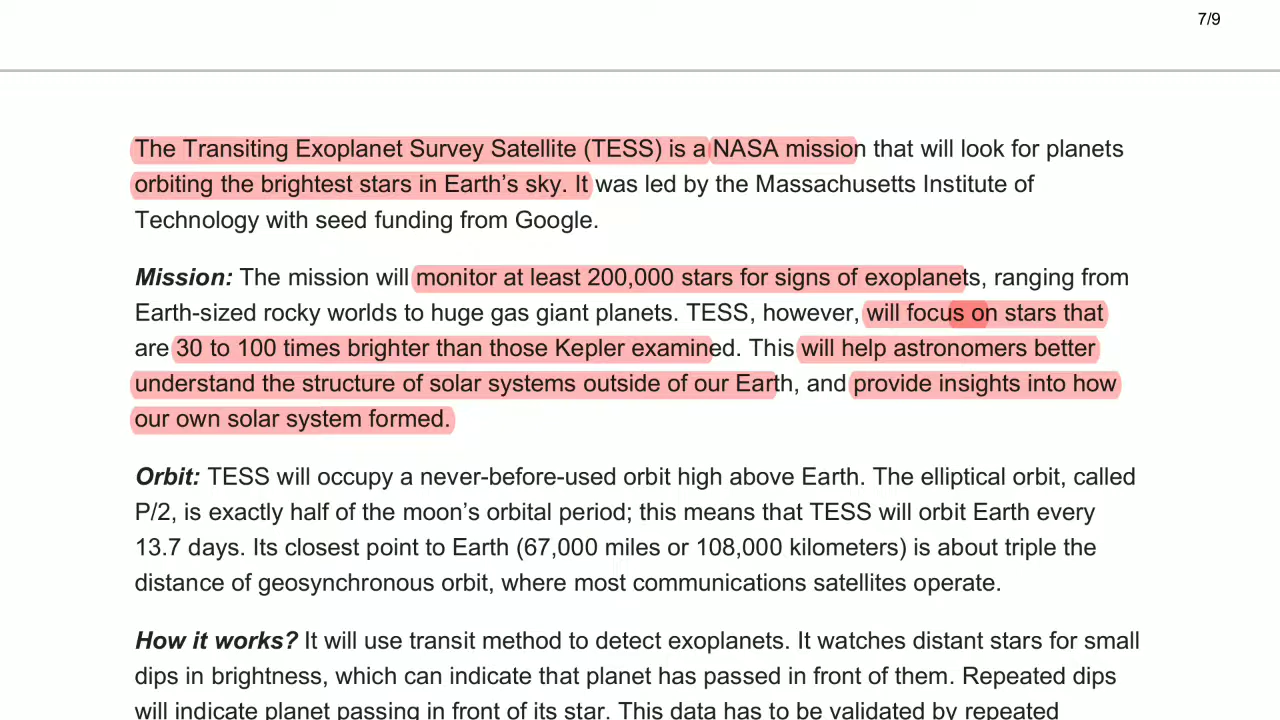 7/9
The Transiting Exoplanet Survey Satellite (TESS) is a NASA mission that will look for planets
orbiting the brightest stars in Earth’s sky. It was led by the Massachusetts Institute of
Technology with seed funding from Google.
Mission: The mission will monitor at least 200,000 stars for signs of exoplanets, ranging from
Earth-sized rocky worlds to huge gas giant planets. TESS, however, will focus on stars that
are 30 to 100 times brighter than those Kepler examined. This will help astronomers better
understand the structure of solar systems outside of our Earth, and provide insights into how
our own solar system formed.
Orbit: TESS will occupy a never-before-used orbit high above Earth. The elliptical orbit, called
P/2, is exactly half of the moon’s orbital period; this means that TESS will orbit Earth every
13.7 days. Its closest point to Earth (67,000 miles or 108,000 kilometers) is about triple the
distance of geosynchronous orbit, where most communications satellites operate.
How it works? It will use transit method to detect exoplanets. It watches distant stars for small
dips in brightness, which can indicate that planet has passed in front of them. Repeated dips
will indicate planet passing in front of its star. This data has to be validated by repeated